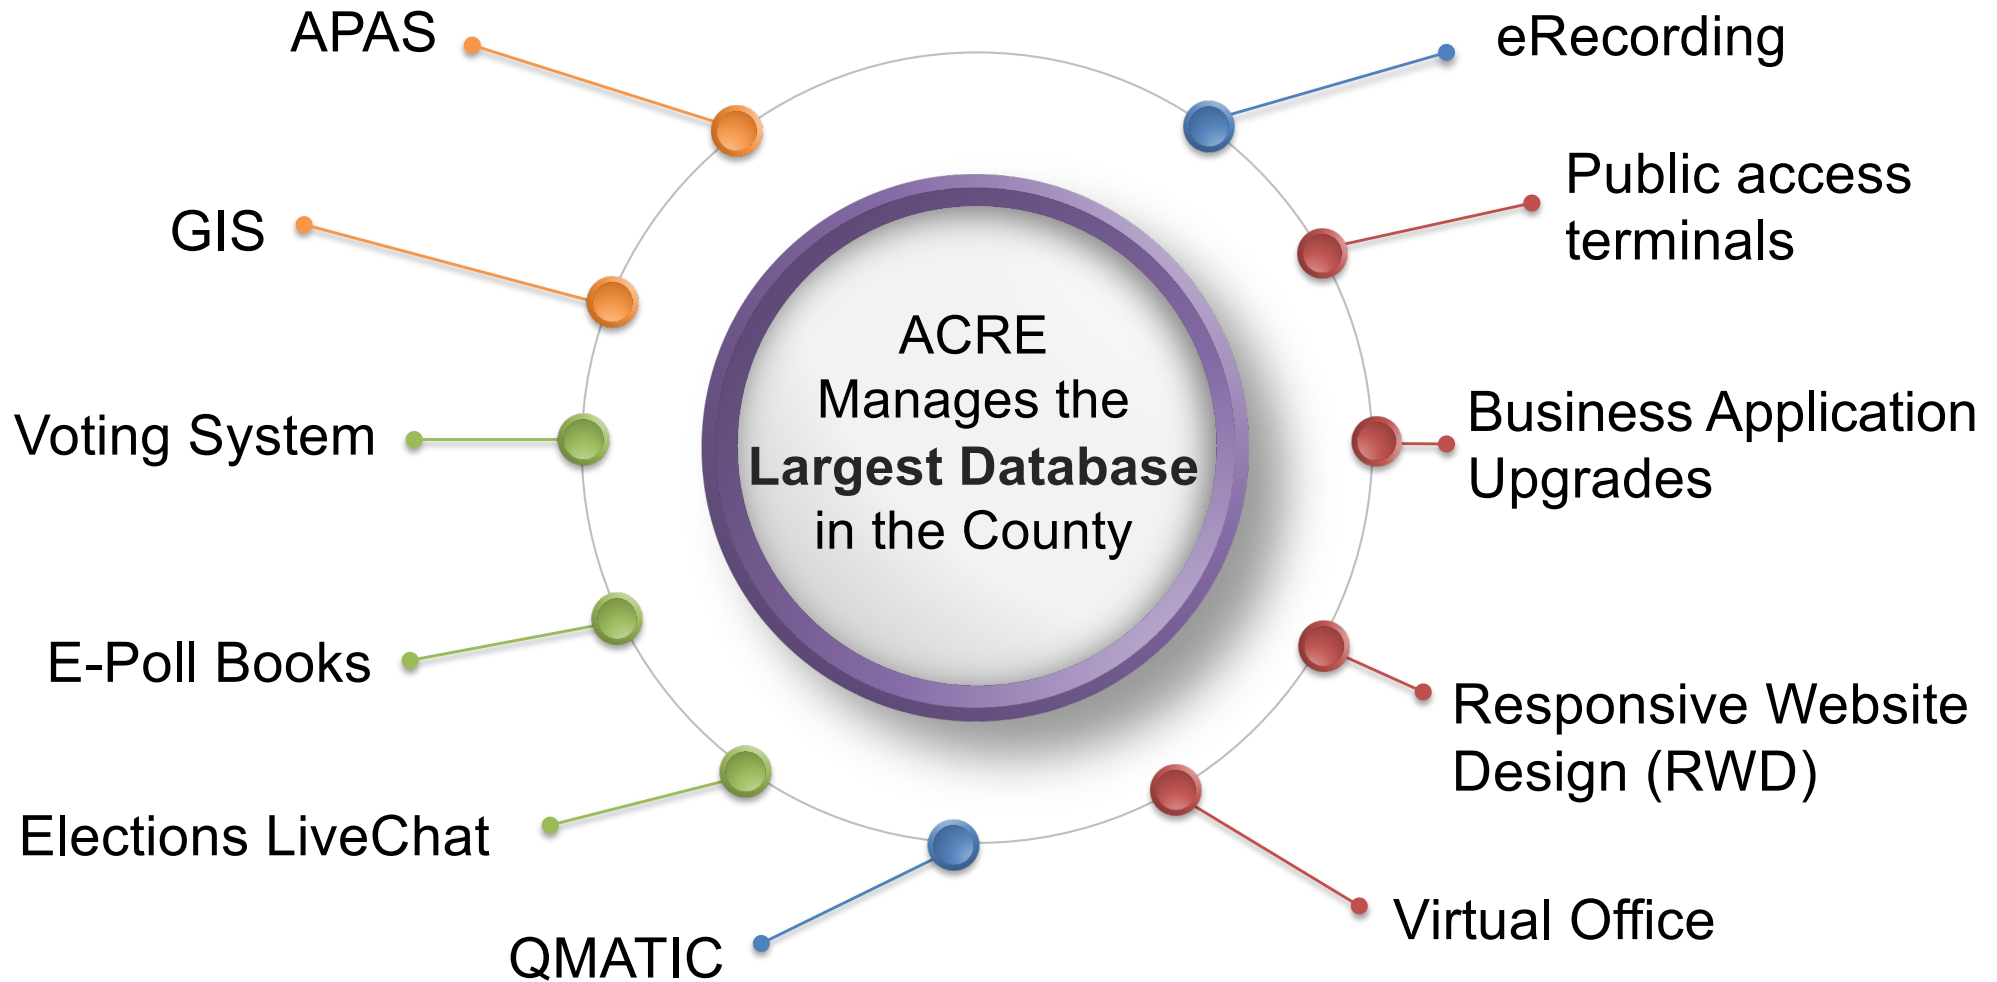 APAS
eRecording
Public access
terminals
GIS
ACRE
Manages the
Largest Database
in the County
Voting System
Business Application
Upgrades
E-Poll Books
Responsive Website
Design (RWD)
Elections LiveChat
Virtual Office
QMATIC